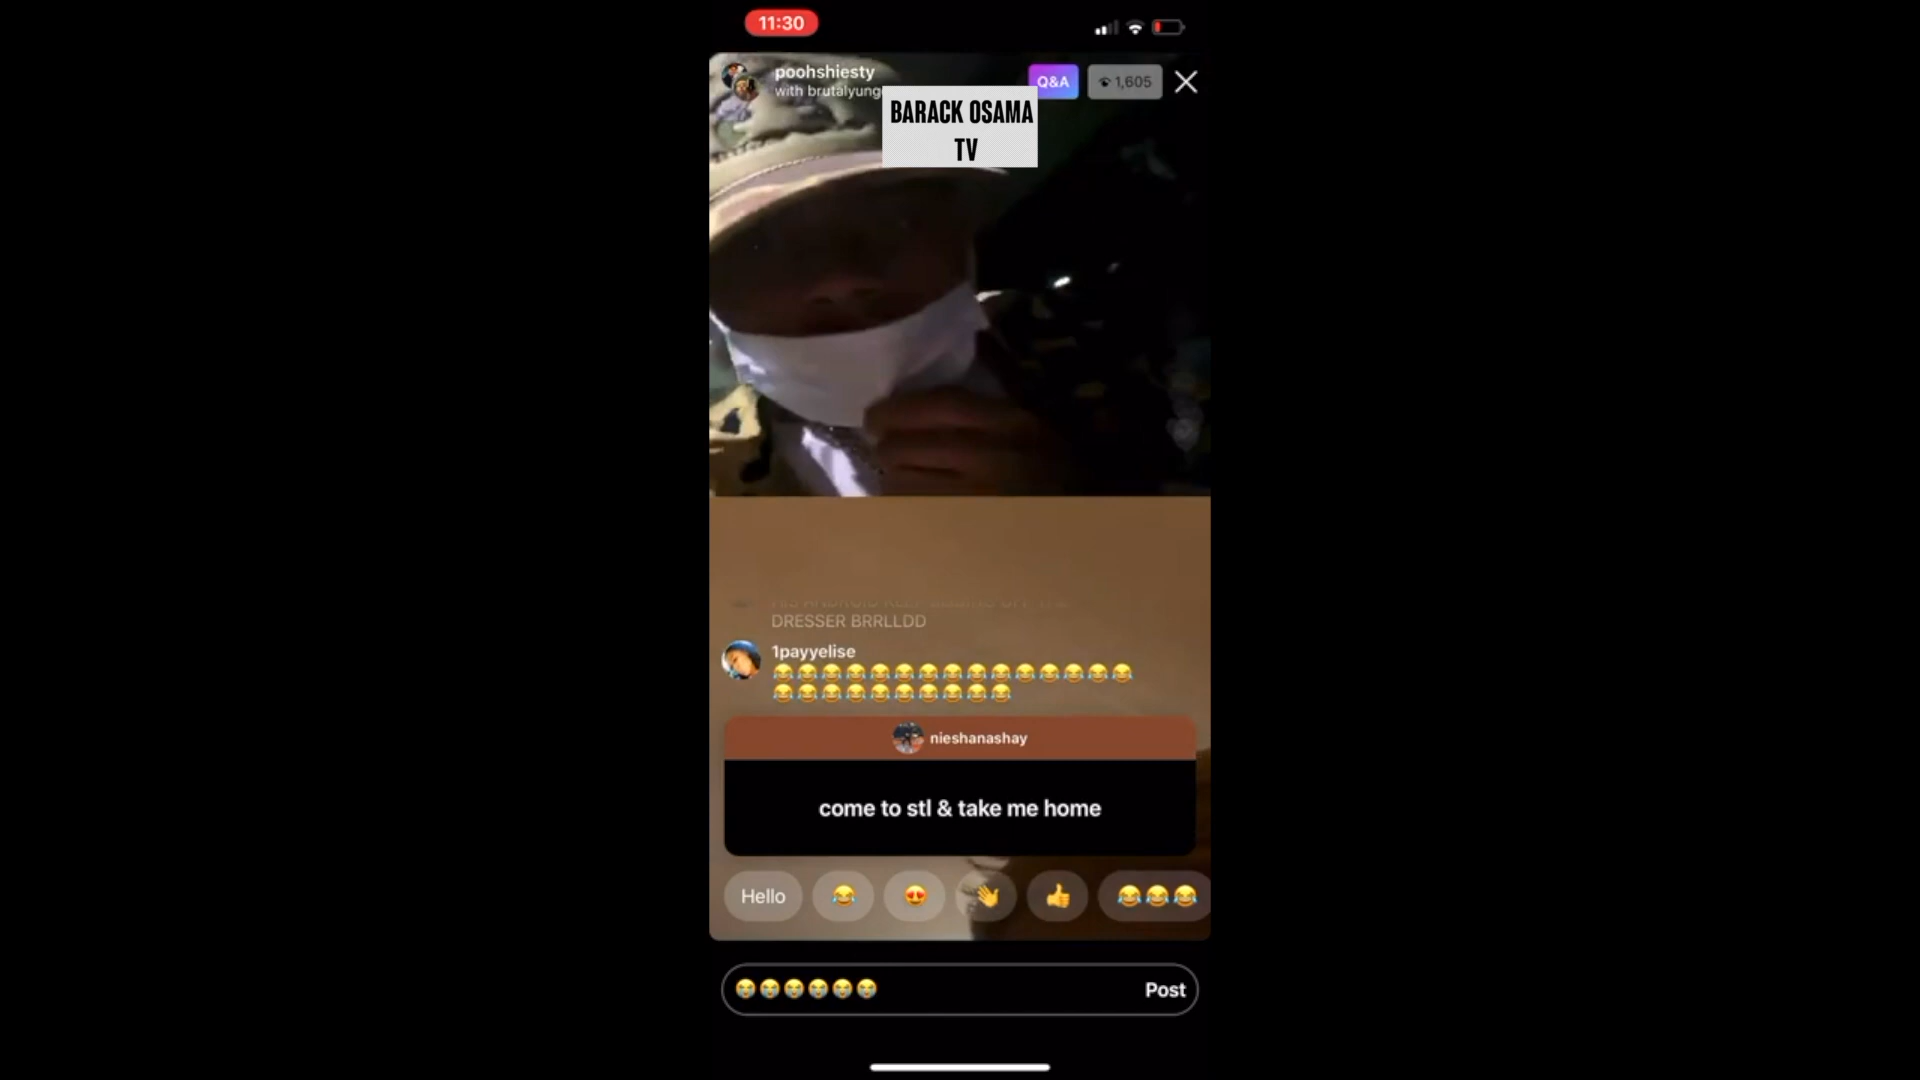 11:30
poohshiesty
with brutalyung
Q&A
1,605
BARACK OSAMA
TV
DRESSER BRRLLDD
1payyelise
😂😂😂😂😂😂😂😂😂😂😂😂😂😂😂
😂😂😂😂😂😂😂😂😂😂
nieshanashay
come to stl & take me home
Hello
😂
😍
👋
👍
😂😂😂
😭😭😭😭😭😭
Post